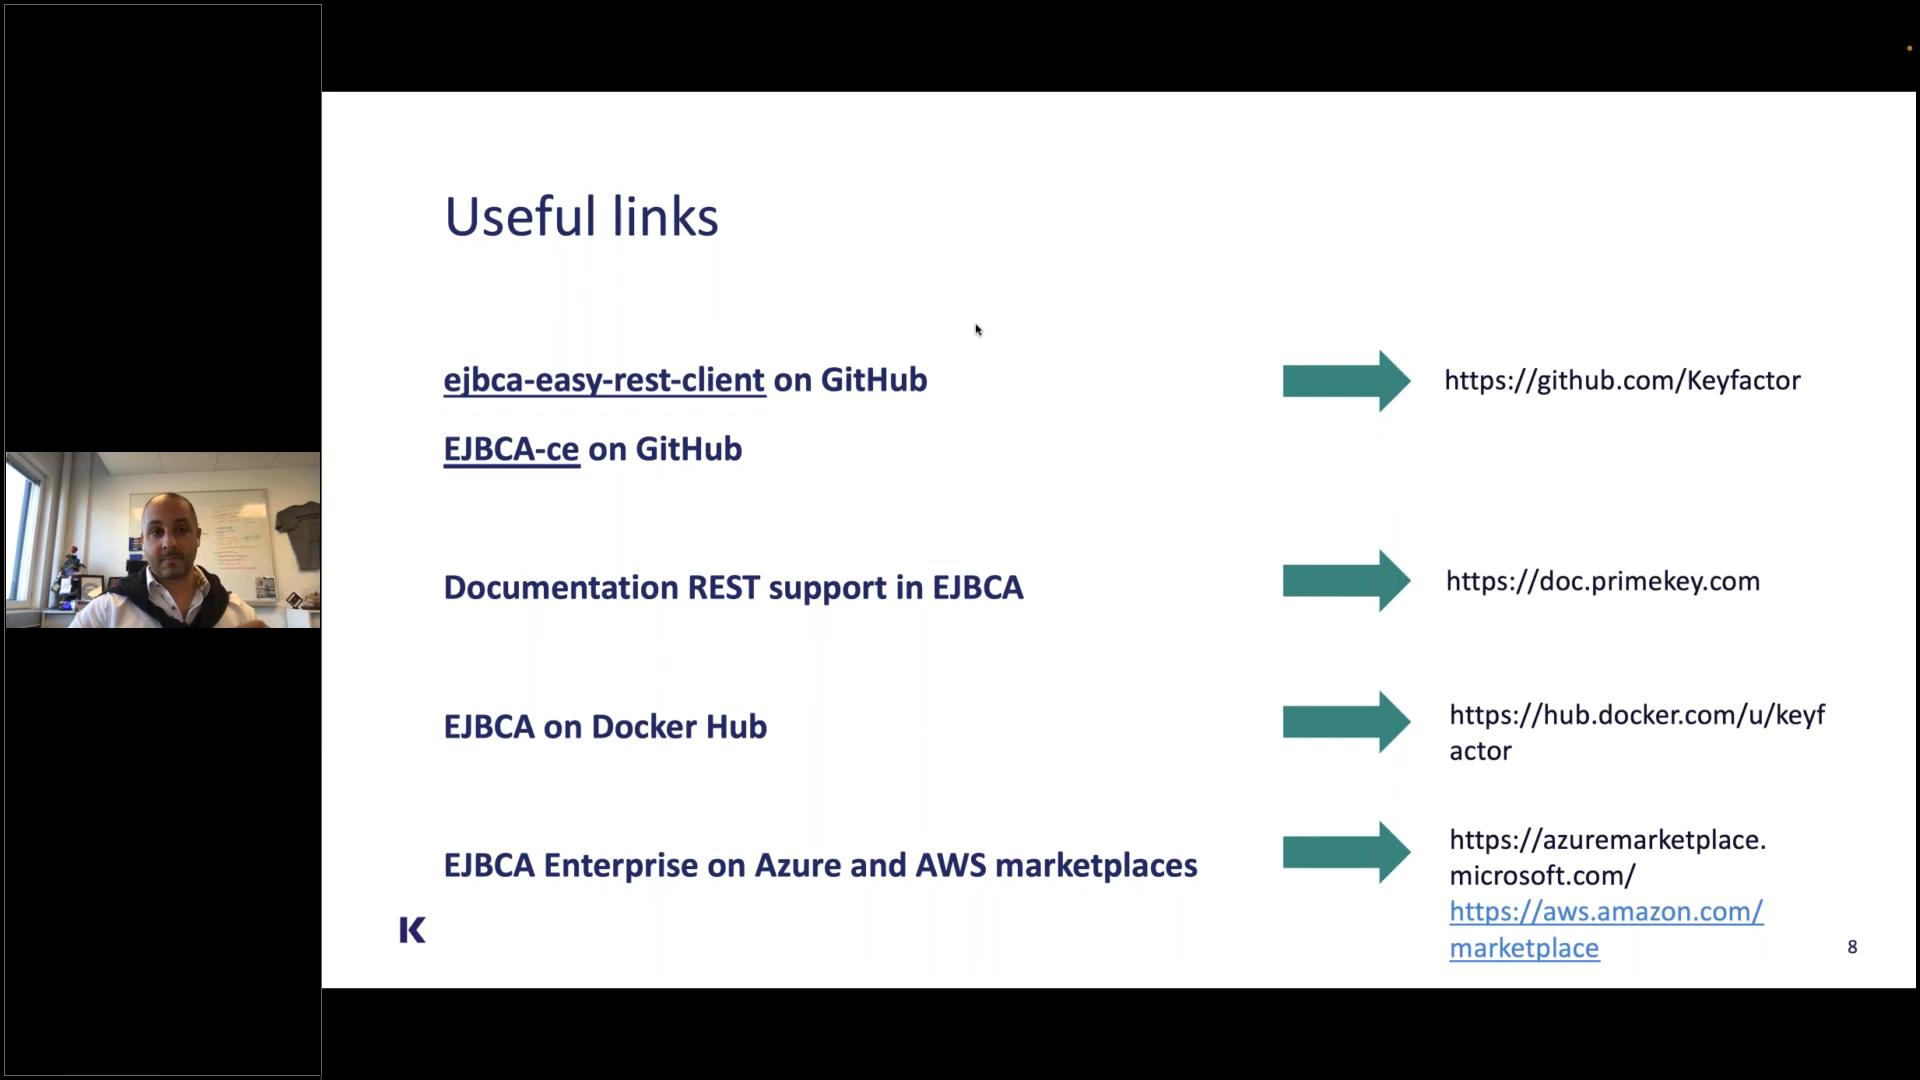 Useful links
ejbca-easy-rest-client on GitHub
https://github.com/Keyfactor
EJBCA-ce on GitHub
Documentation REST support in EJBCA
https://doc.primekey.com
EJBCA on Docker Hub
https://hub.docker.com/u/keyf
actor
EJBCA Enterprise on Azure and AWS marketplaces
https://azuremarketplace.
microsoft.com/
https://aws.amazon.com/
marketplace
K
8